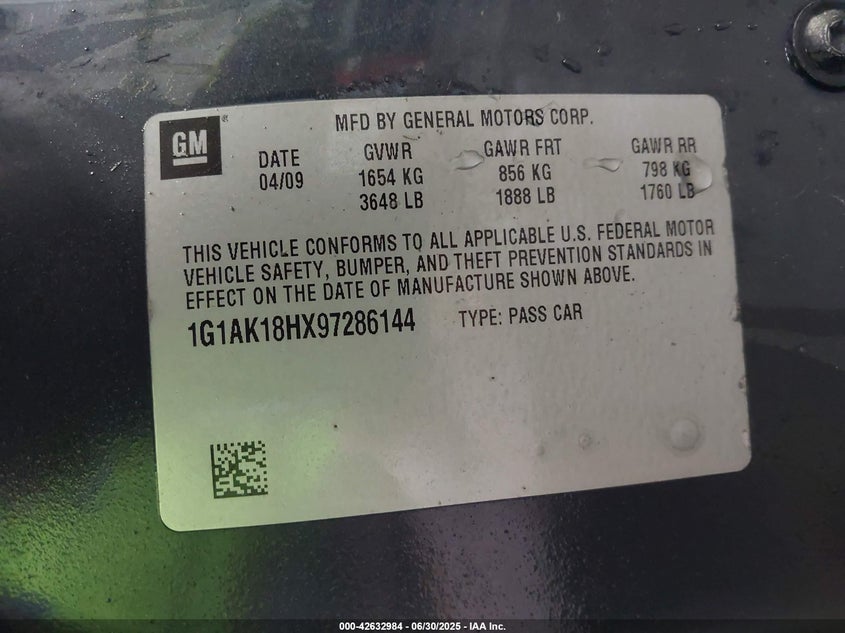 GM®
MFD BY GENERAL MOTORS CORP.
DATE GVWR GAWR FRT GAWR RR
04/09 1654 KG 856 KG 798 KG
3648 LB 1888 LB 1760 LB
THIS VEHICLE CONFORMS TO ALL APPLICABLE U.S. FEDERAL MOTOR
VEHICLE SAFETY, BUMPER, AND THEFT PREVENTION STANDARDS IN
EFFECT ON THE DATE OF MANUFACTURE SHOWN ABOVE.
1G1AK18HX97286144 TYPE: PASS CAR
000-42632984 - 06/30/2025 - IAA Inc.